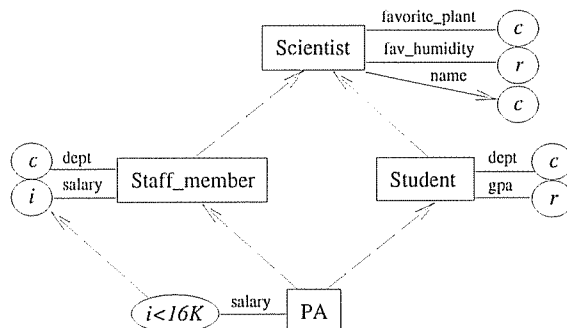 favorite_plant
c
Scientist
fav_humidity
r
name
c
c
dept
dept
c
Staff_member
Student
i
salary
gpa
r
i<16K
salary
PA